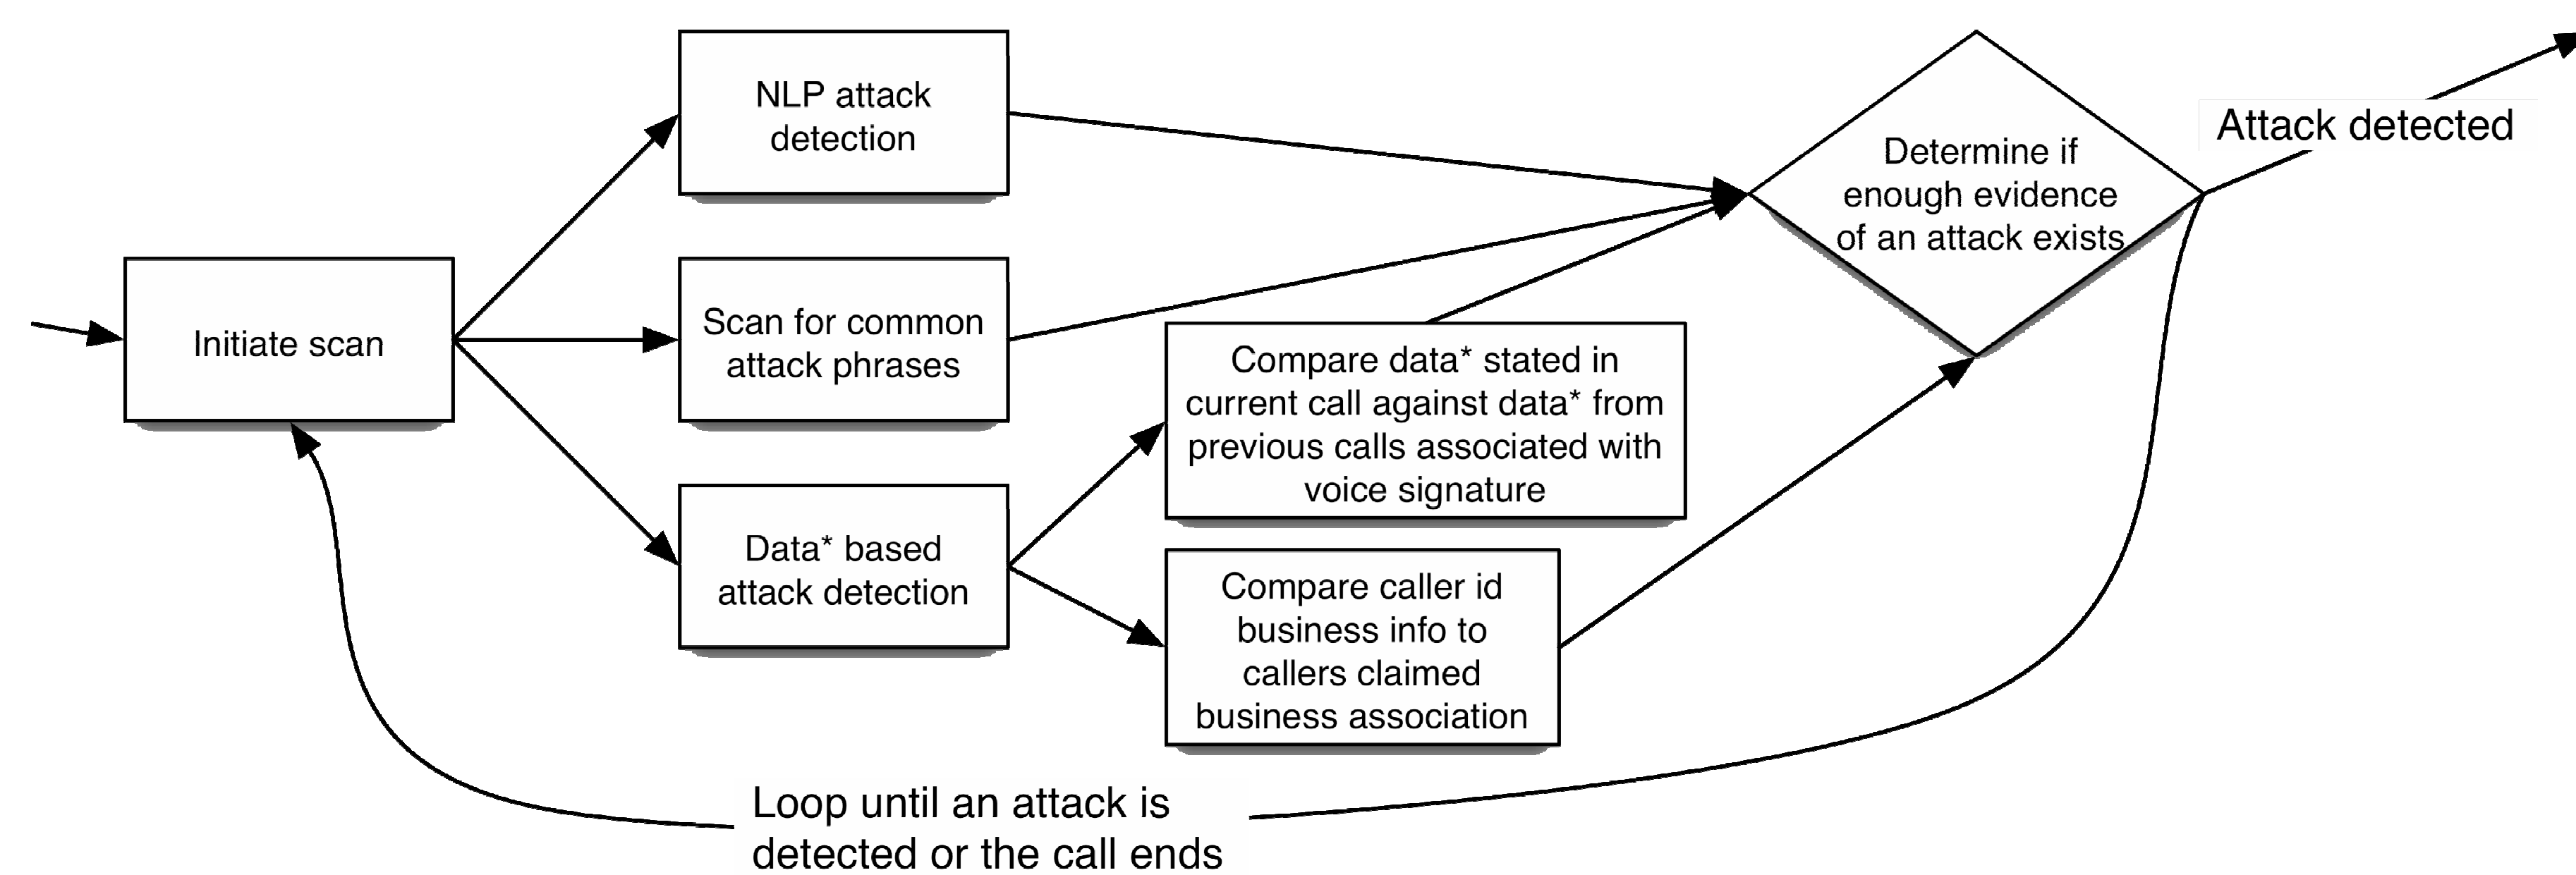 NLP attack
detection
Determine if
enough evidence
of an attack exists
Attack detected
Initiate scan
Scan for common
attack phrases
Compare data* stated in
current call against data* from
previous calls associated with
voice signature
Data* based
attack detection
Compare caller id
business info to
callers claimed
business association
Loop until an attack is
detected or the call ends